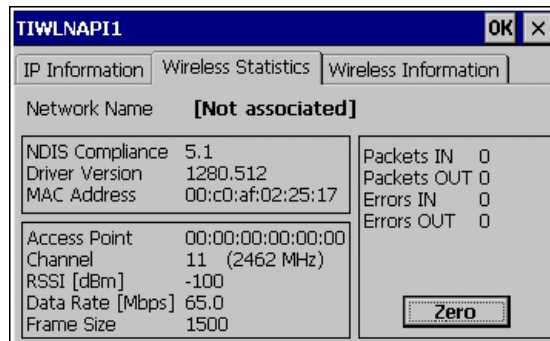 TIWLNAPI1 OK ×
IP Information Wireless Statistics Wireless Information
Network Name [Not associated]
NDIS Compliance 5.1
Driver Version 1280.512
MAC Address 00:c0:af:02:25:17
Access Point 00:00:00:00:00:00
Channel 11 (2462 MHz)
RSSI [dBm] -100
Data Rate [Mbps] 65.0
Frame Size 1500
Packets IN 0
Packets OUT 0
Errors IN 0
Errors OUT 0
Zero